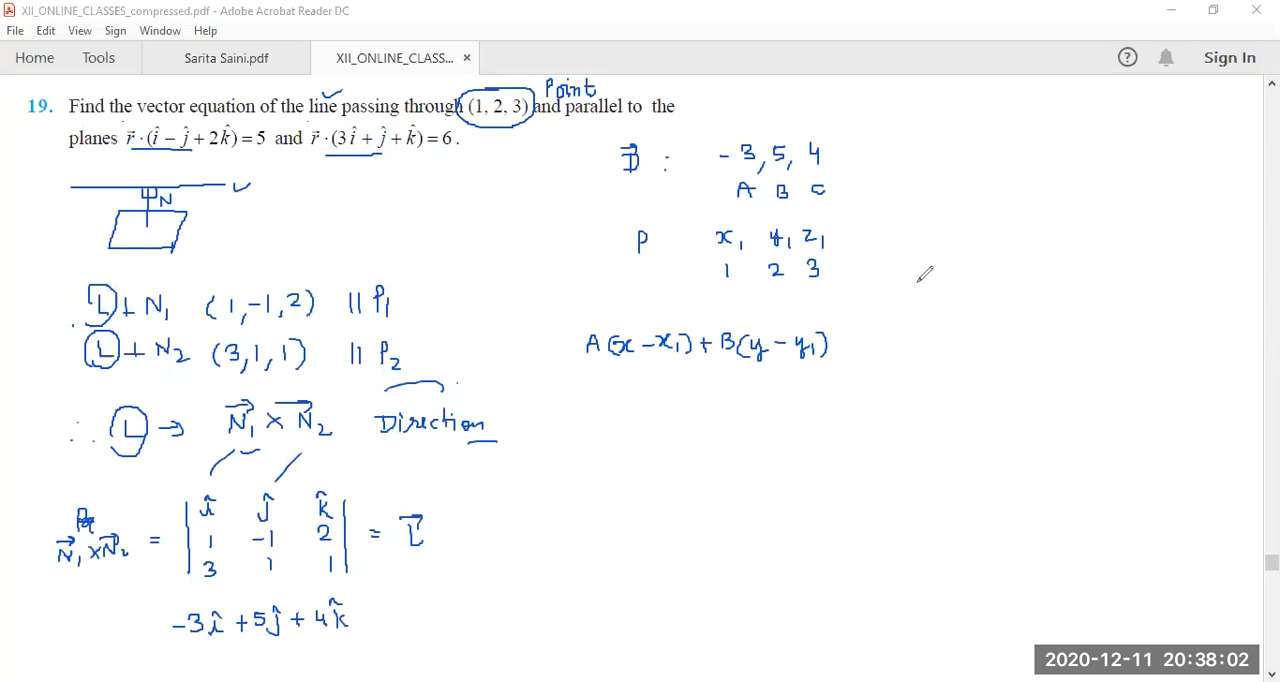 XII_ONLINE_CLASSES_compressed.pdf - Adobe Acrobat Reader DC
File Edit View Sign Window Help
Home Tools Sarita Saini.pdf XII_ONLINE_CLASS... × Sign In
Point
19. Find the vector equation of the line passing through (1, 2, 3) and parallel to the
planes r⃗ · (î − ĵ + 2k̂) = 5 and r⃗ · (3î + ĵ + k̂) = 6 .
N
L ⊥ N₁ (1, -1, 2) || P₁
L ⊥ N₂ (3, 1, 1) || P₂
∴ L → N₁⃗ × N₂⃗ Direction
N₁⃗ × N₂⃗ = | î ĵ k̂ | = L⃗
1 -1 2
3 1 1
-3î + 5ĵ + 4k̂
D⃗ : -3, 5, 4
A B C
P x₁ y₁ z₁
1 2 3
A(x - x₁) + B(y - y₁)
2020-12-11 20:38:02